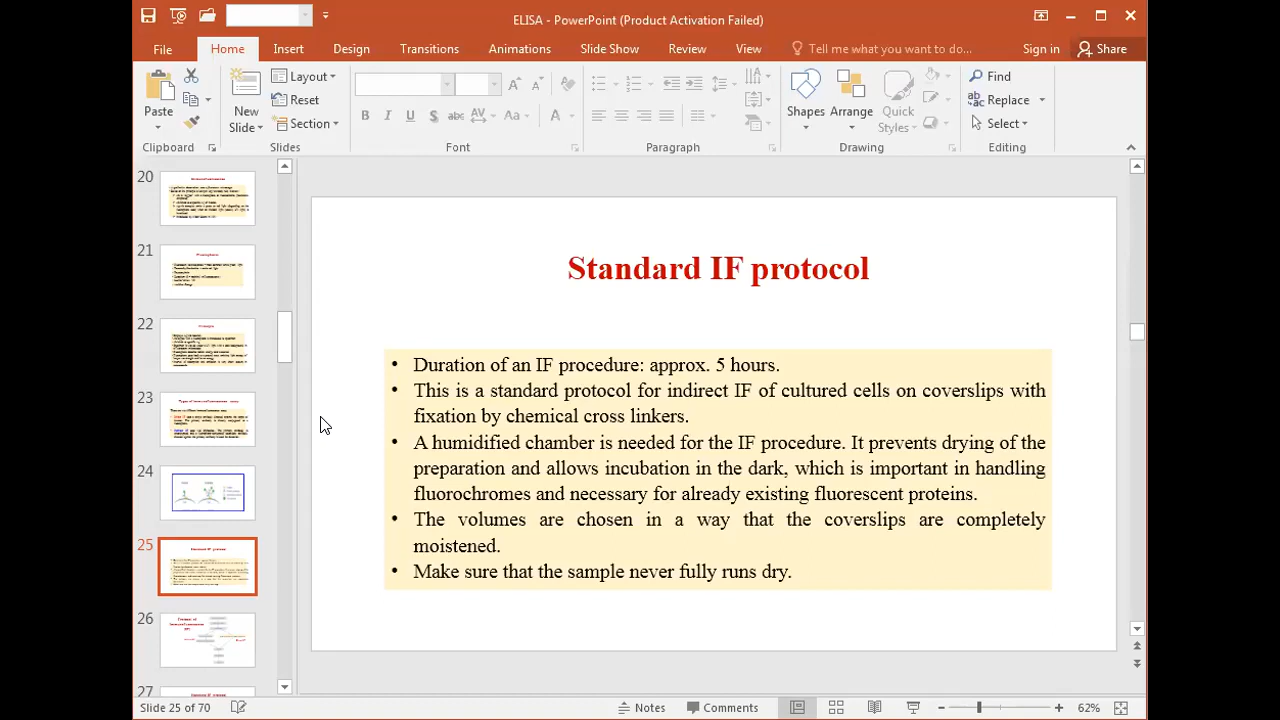 ELISA - PowerPoint (Product Activation Failed)
File Home Insert Design Transitions Animations Slide Show Review View Tell me what you want to do... Sign in Share
Paste
New Slide
Layout
Reset
Section
Shapes
Arrange
Quick Styles
Find
Replace
Select
Clipboard Slides Font Paragraph Drawing Editing
20
21
22
23
24
25
26
27
Standard IF protocol
• Duration of an IF procedure: approx. 5 hours.
• This is a standard protocol for indirect IF of cultured cells on coverslips with
fixation by chemical cross linkers.
• A humidified chamber is needed for the IF procedure. It prevents drying of the
preparation and allows incubation in the dark, which is important in handling
fluorochromes and necessary for already existing fluorescent proteins.
• The volumes are chosen in a way that the coverslips are completely
moistened.
• Make sure that the sample never fully runs dry.
Slide 25 of 70 Notes Comments 62%